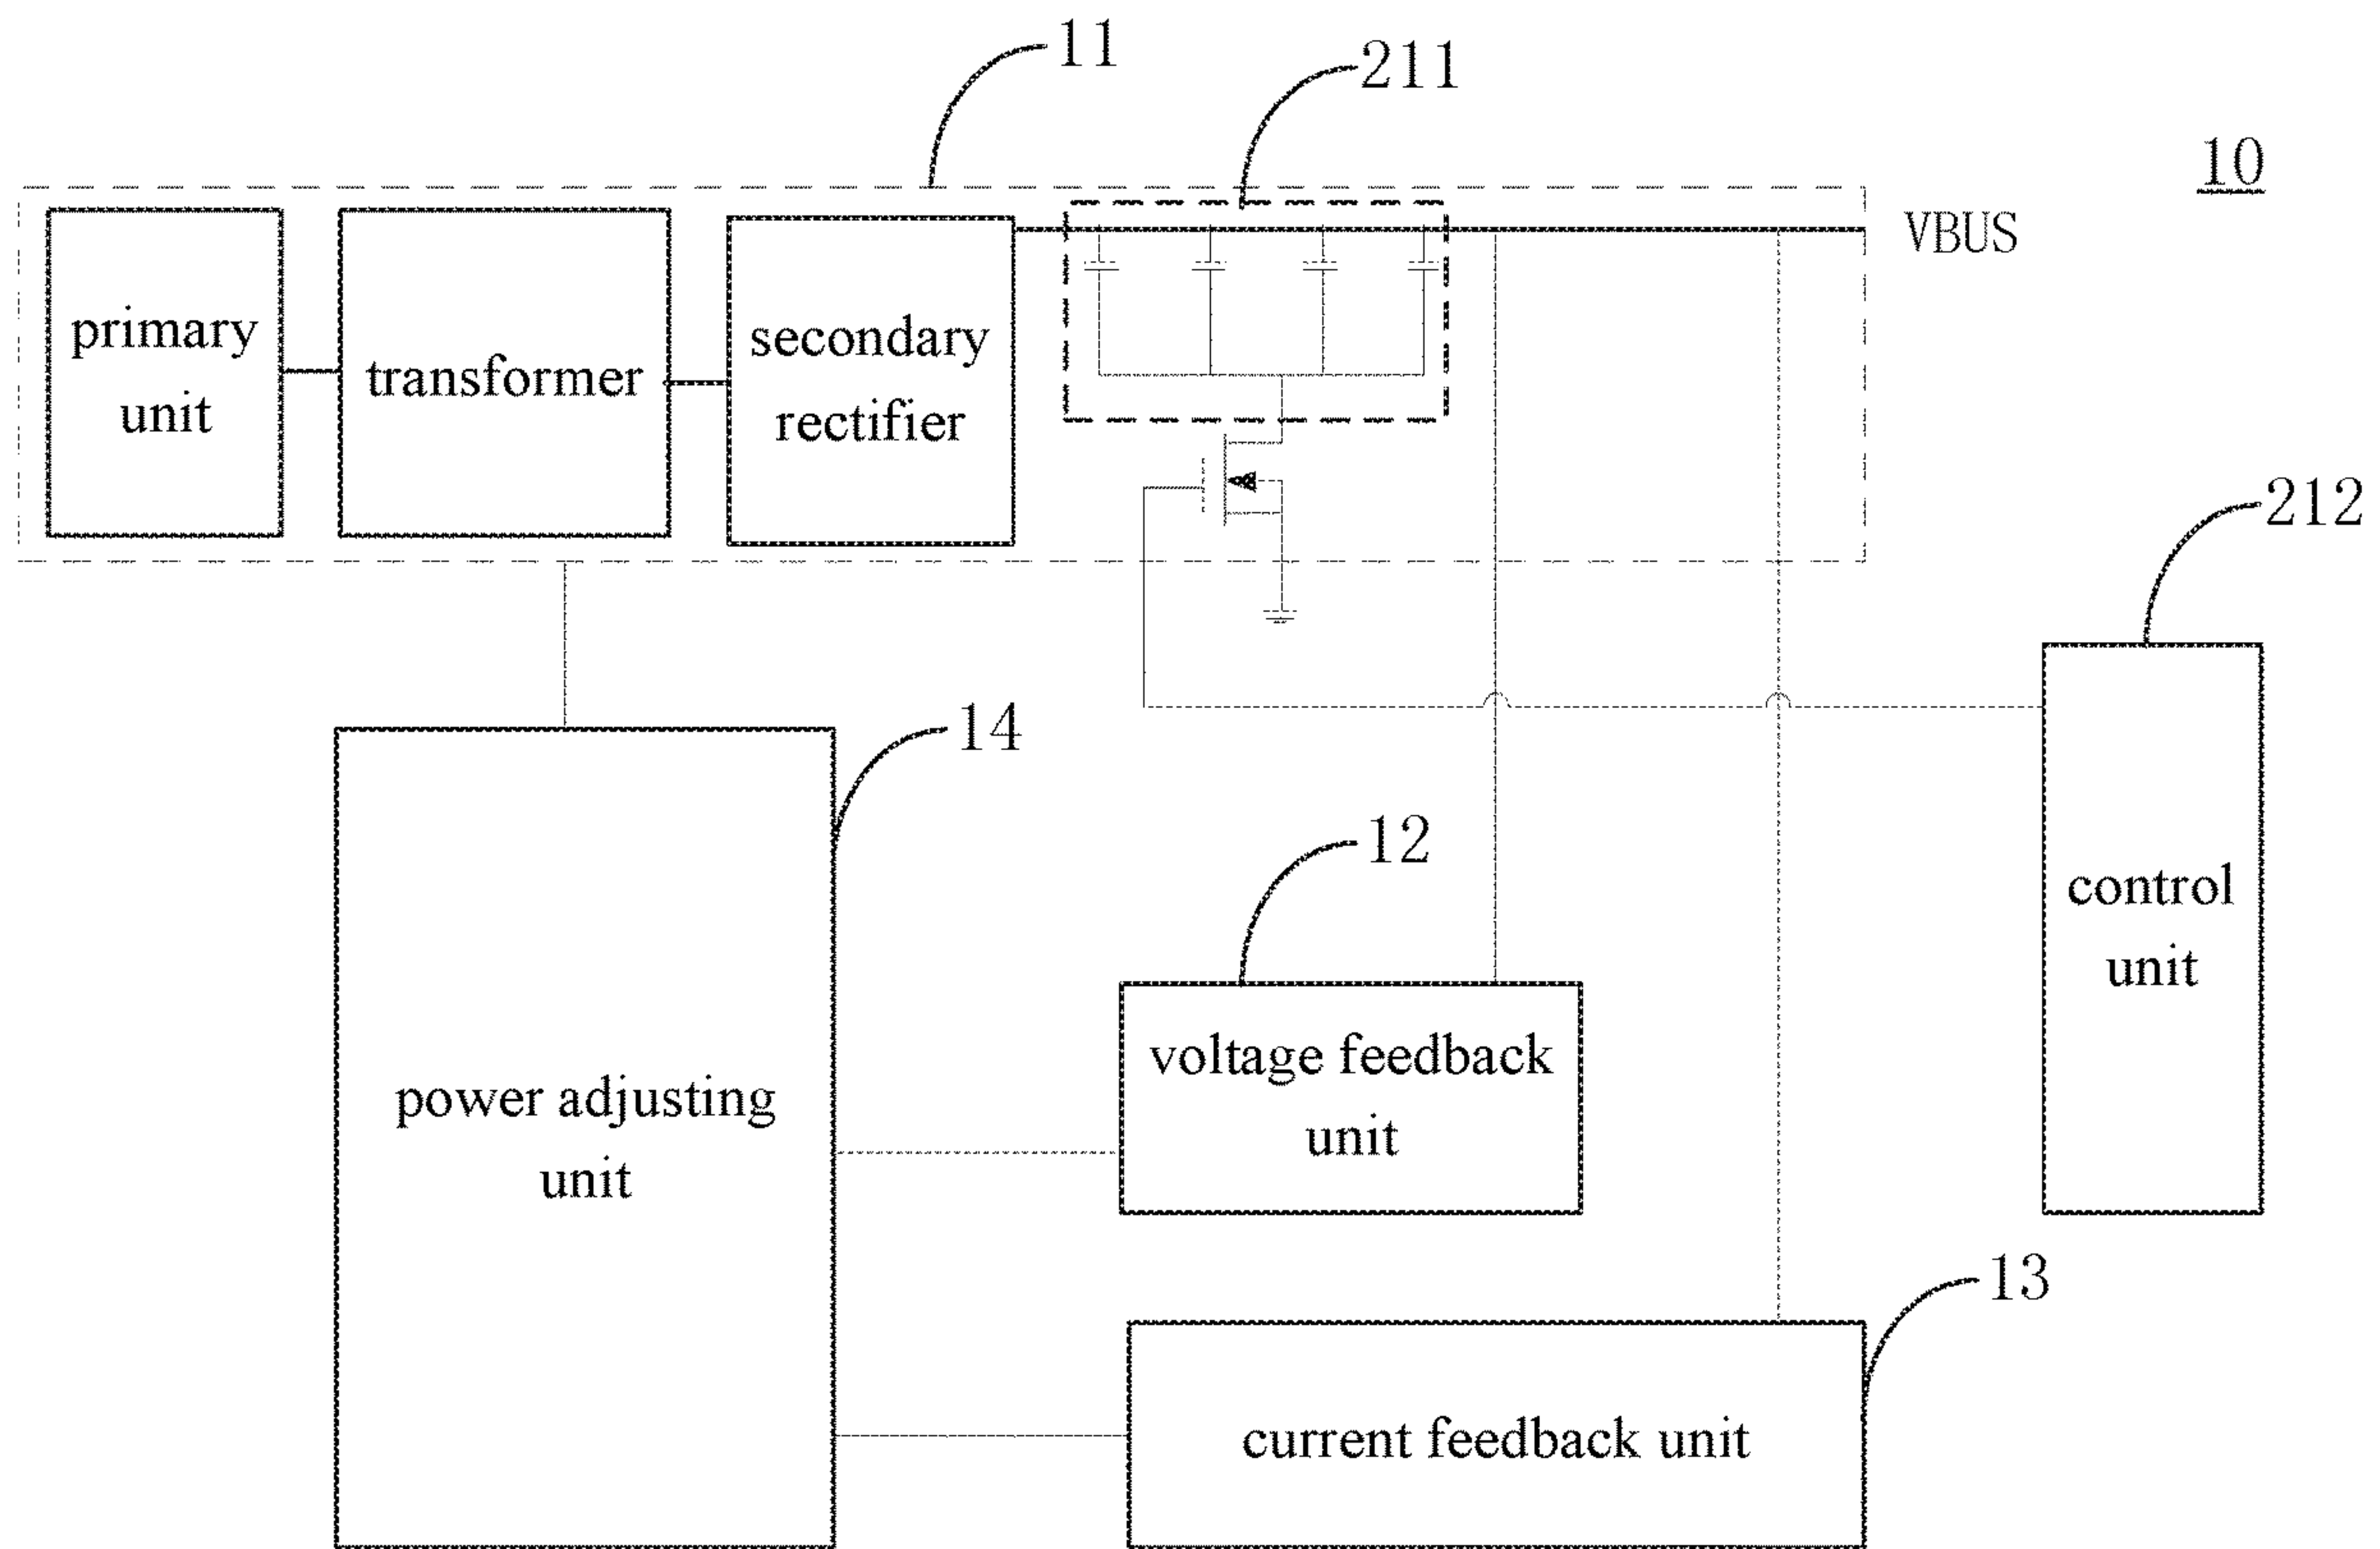 11
211
10
VBUS
primary
unit
transformer
secondary
rectifier
212
14
12
control
unit
voltage feedback
unit
power adjusting
unit
13
current feedback unit